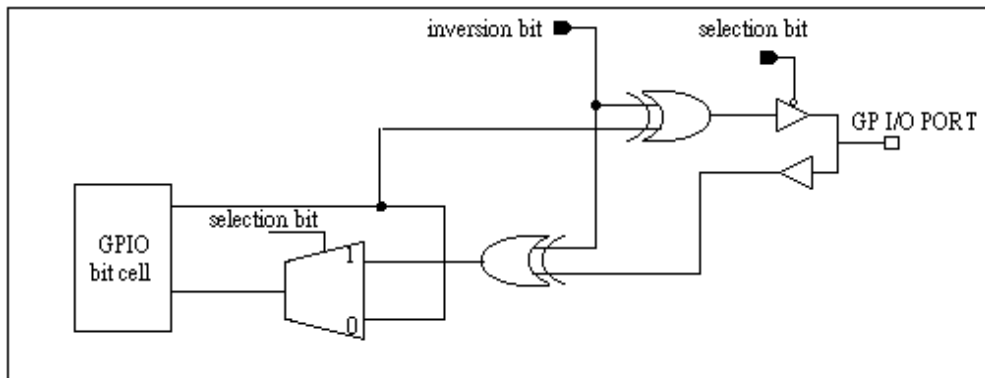 inversion bit
selection bit
GP I/O PORT
selection bit
GPIO
bit cell
1
0